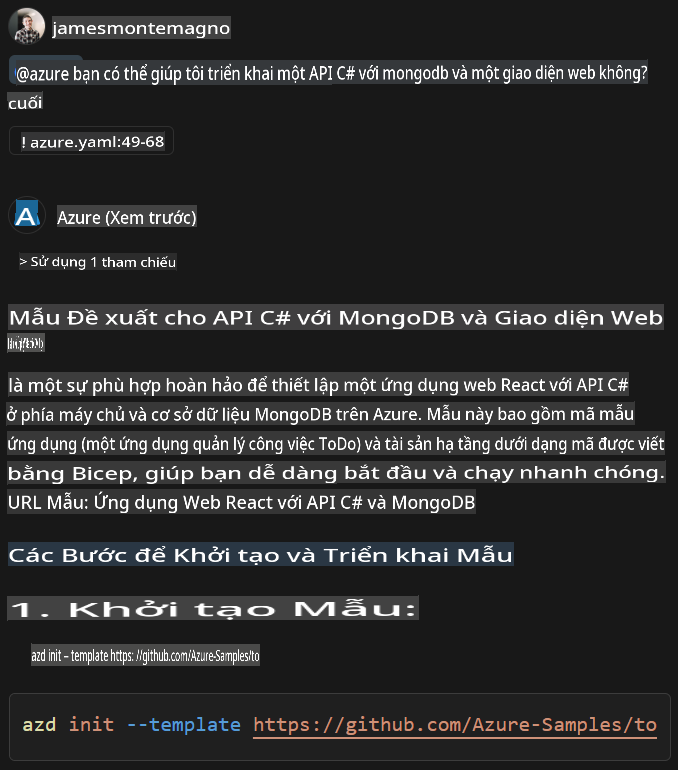 jamesmontemagno
@azure bạn có thể giúp tôi triển khai một API C# với mongodb và một giao diện web không?
cuối
! azure.yaml:49-68
A
Azure (Xem trước)
> Sử dụng 1 tham chiếu
Mẫu Đề xuất cho API C# với MongoDB và Giao diện Web
là một sự phù hợp hoàn hảo để thiết lập một ứng dụng web React với API C#
ở phía máy chủ và cơ sở dữ liệu MongoDB trên Azure. Mẫu này bao gồm mã mẫu
ứng dụng (một ứng dụng quản lý công việc ToDo) và tài sản hạ tầng dưới dạng mã được viết
bằng Bicep, giúp bạn dễ dàng bắt đầu và chạy nhanh chóng.
URL Mẫu: Ứng dụng Web React với API C# và MongoDB
Các Bước để Khởi tạo và Triển khai Mẫu
1. Khởi tạo Mẫu:
azd init – template https: //github.com/Azure-Samples/to
azd init --template https://github.com/Azure-Samples/to